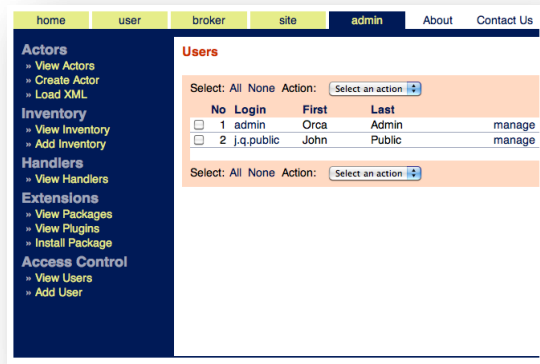 home user broker site admin About Contact Us
Actors
» View Actors
» Create Actor
» Load XML
Inventory
» View Inventory
» Add Inventory
Handlers
» View Handlers
Extensions
» View Packages
» View Plugins
» Install Package
Access Control
» View Users
» Add User
Users
Select: All None Action: Select an action
No Login First Last
1 admin Orca Admin manage
2 j.q.public John Public manage
Select: All None Action: Select an action